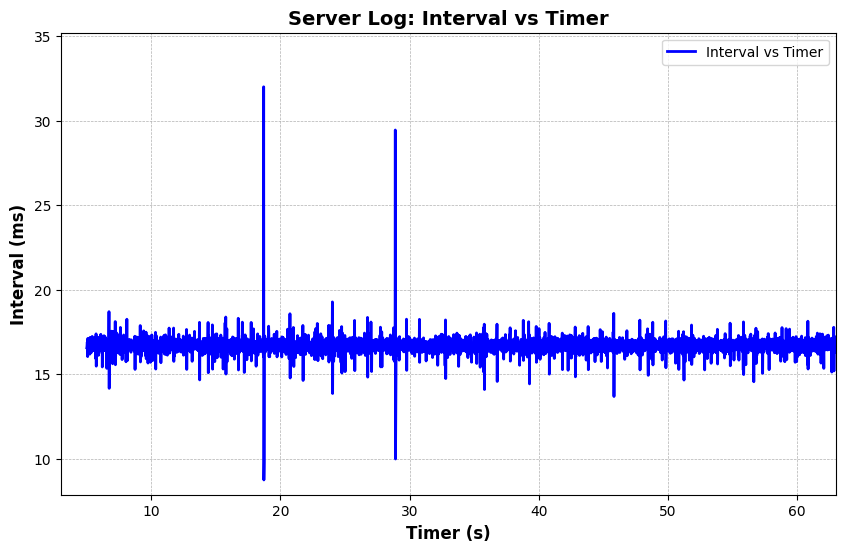 Server Log: Interval vs Timer
Interval vs Timer
35
30
25
20
15
10
Interval (ms)
10 20 30 40 50 60
Timer (s)